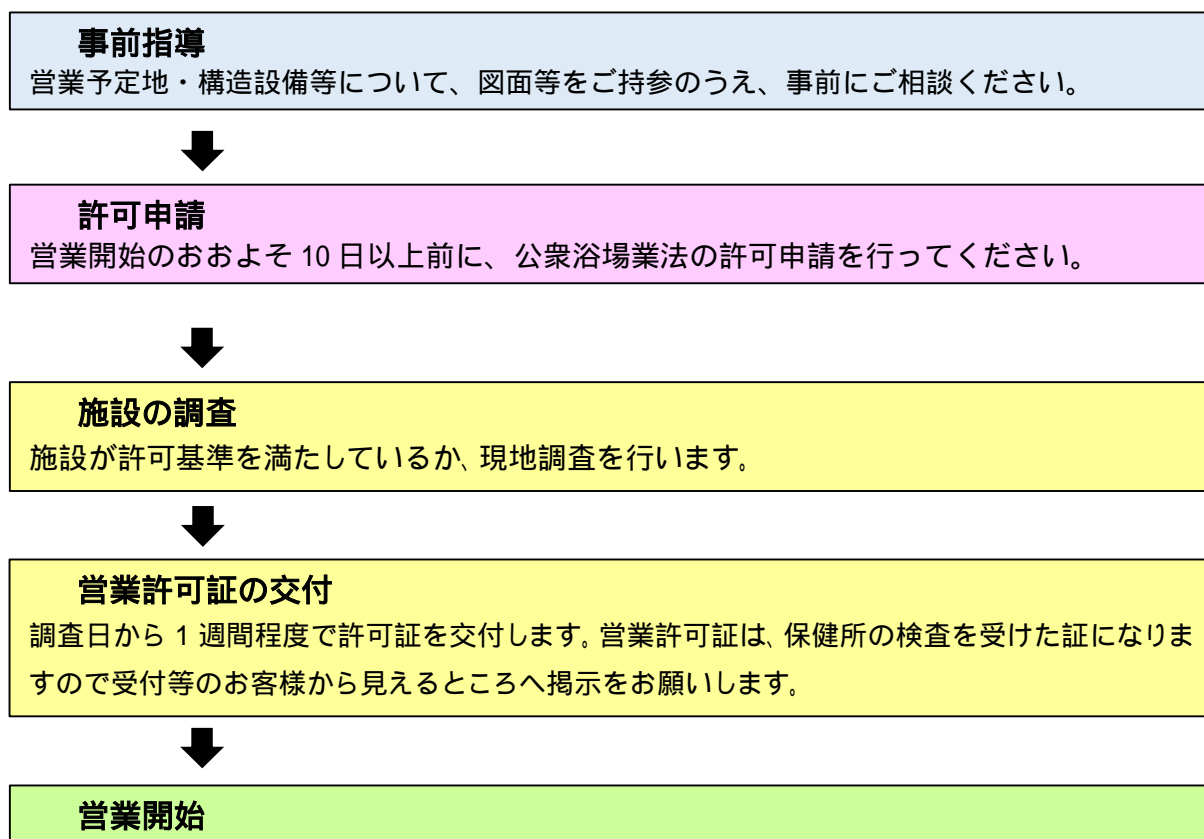 事前指導
営業予定地・構造設備等について、図面等をご持参のうえ、事前にご相談ください。
許可申請
営業開始のおおよそ 10 日以上前に、公衆浴場業法の許可申請を行ってください。
施設の調査
施設が許可基準を満たしているか、現地調査を行います。
営業許可証の交付
調査日から 1 週間程度で許可証を交付します。営業許可証は、保健所の検査を受けた証になりま
すので受付等のお客様から見えるところへ掲示をお願いします。
営業開始